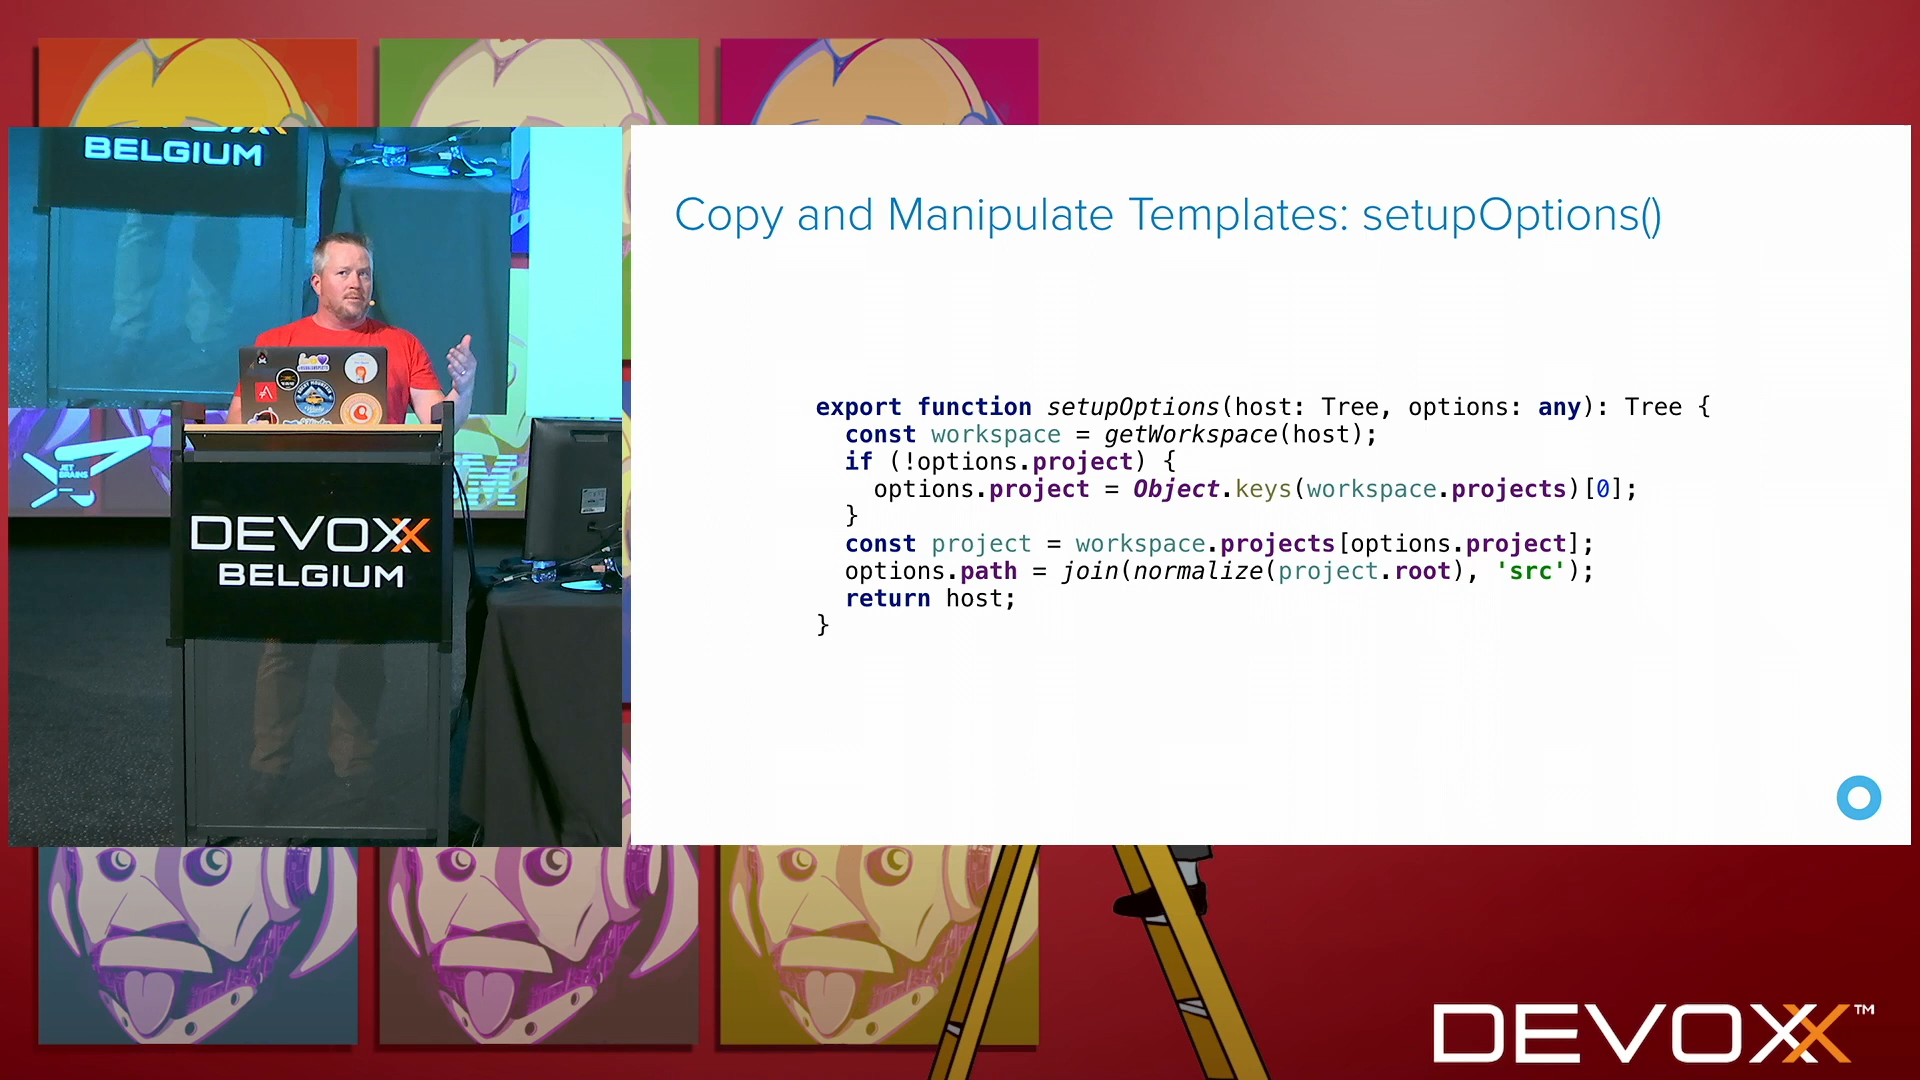 BELGIUM
JET
BRAINS
DEVOXX
BELGIUM
Copy and Manipulate Templates: setupOptions()
export function setupOptions(host: Tree, options: any): Tree {
  const workspace = getWorkspace(host);
  if (!options.project) {
    options.project = Object.keys(workspace.projects)[0];
  }
  const project = workspace.projects[options.project];
  options.path = join(normalize(project.root), 'src');
  return host;
}
DEVOXX™